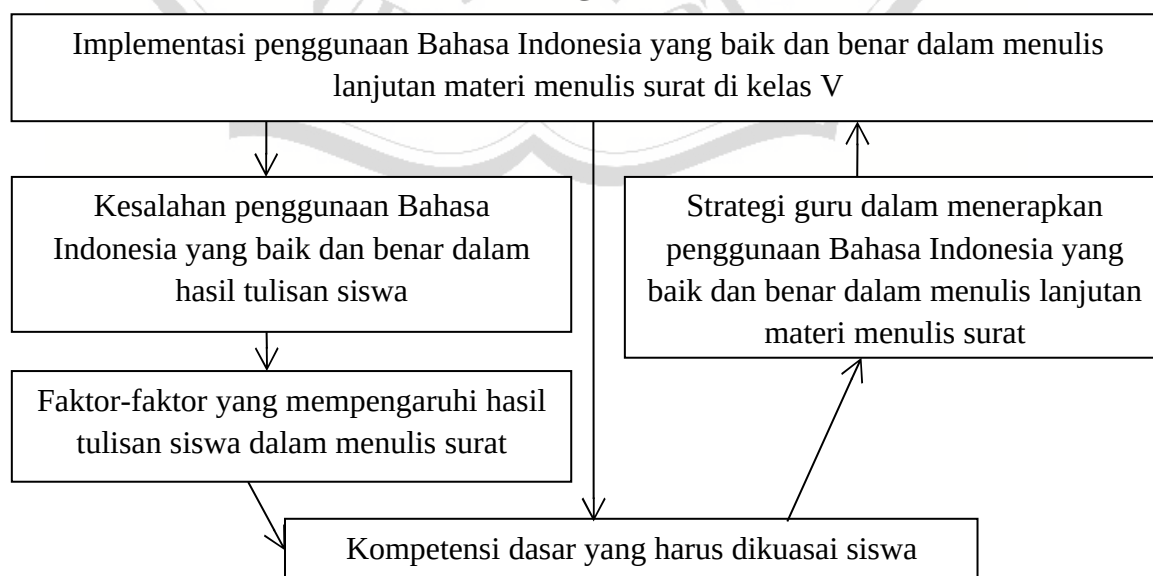 Implementasi penggunaan Bahasa Indonesia yang baik dan benar dalam menulis
lanjutan materi menulis surat di kelas V
Kesalahan penggunaan Bahasa
Indonesia yang baik dan benar dalam
hasil tulisan siswa
Strategi guru dalam menerapkan
penggunaan Bahasa Indonesia yang
baik dan benar dalam menulis lanjutan
materi menulis surat
Faktor-faktor yang mempengaruhi hasil
tulisan siswa dalam menulis surat
Kompetensi dasar yang harus dikuasai siswa